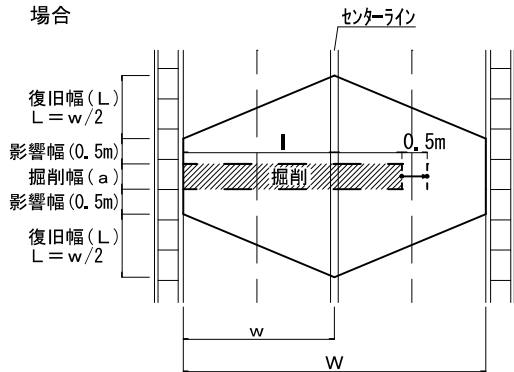 場合
センターライン
復旧幅(L)
L=w/2
影響幅(0.5m)
l
0.5m
掘削幅(a)
掘削
影響幅(0.5m)
復旧幅(L)
L=w/2
w
W